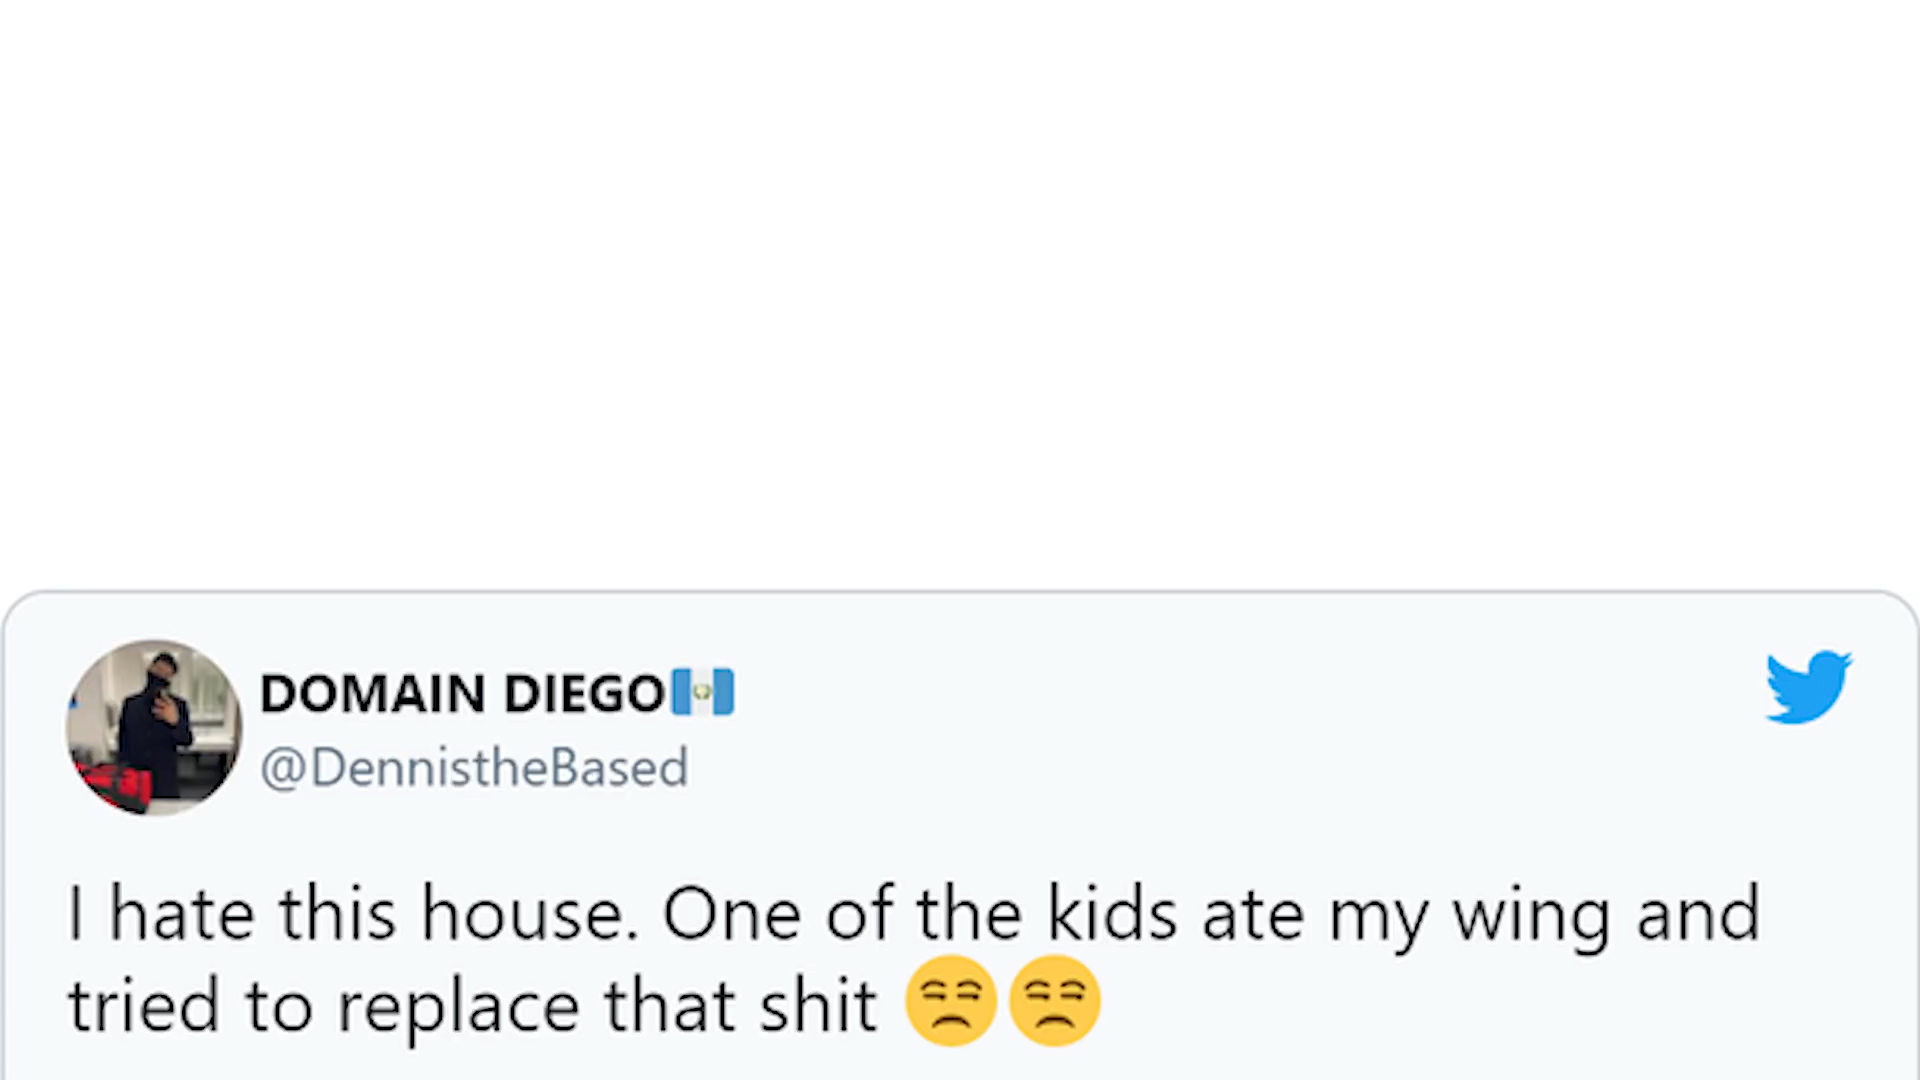 DOMAIN DIEGO🇬🇹
@DennistheBased
I hate this house. One of the kids ate my wing and
tried to replace that shit 😒😒